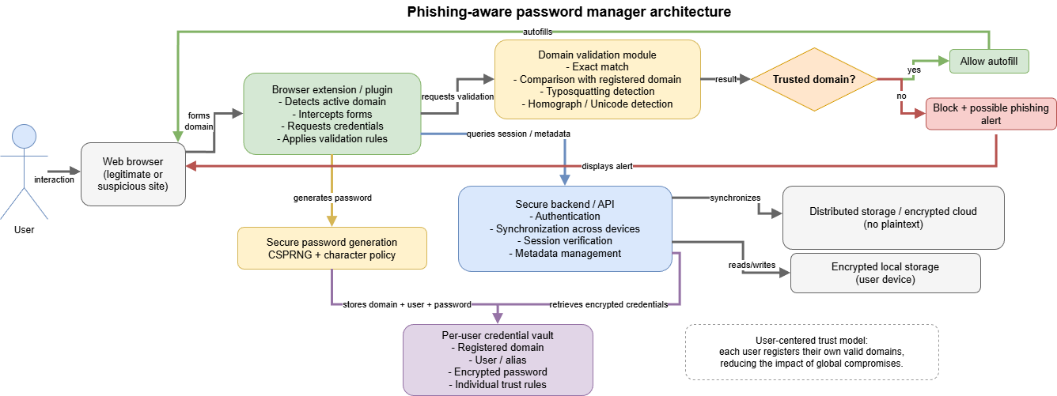 Phishing-aware password manager architecture
autofills
Domain validation module
- Exact match
- Comparison with registered domain
- Typosquatting detection
- Homograph / Unicode detection
Browser extension / plugin
- Detects active domain
- Intercepts forms
- Requests credentials
- Applies validation rules
requests validation
result
Trusted domain?
yes
no
Allow autofill
Block + possible phishing
alert
forms
domain
queries session / metadata
displays alert
interaction
User
Web browser
(legitimate or
suspicious site)
generates password
Secure password generation
CSPRNG + character policy
Secure backend / API
- Authentication
- Synchronization across devices
- Session verification
- Metadata management
synchronizes
Distributed storage / encrypted cloud
(no plaintext)
reads/writes
Encrypted local storage
(user device)
stores domain + user + password
retrieves encrypted credentials
Per-user credential vault
- Registered domain
- User / alias
- Encrypted password
- Individual trust rules
User-centered trust model:
each user registers their own valid domains,
reducing the impact of global compromises.